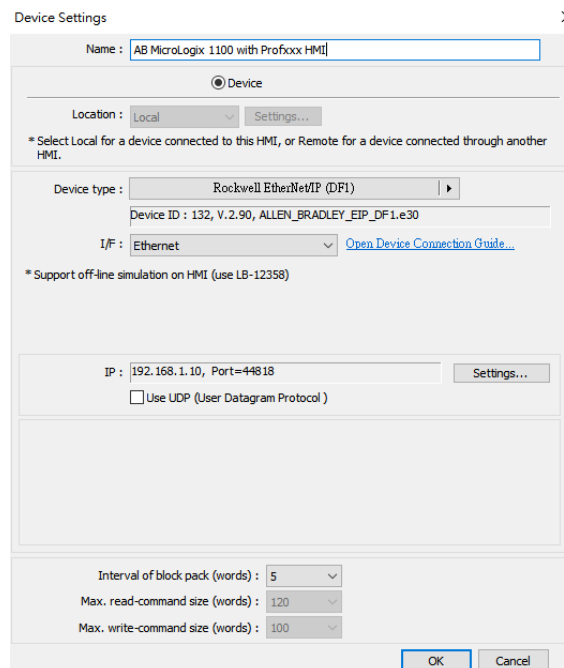 Device Settings
Name : AB MicroLogix 1100 with Profxxx HMI
Device
Location : Local Settings...
* Select Local for a device connected to this HMI, or Remote for a device connected through another
HMI.
Device type : Rockwell EtherNet/IP (DF1)
Device ID : 132, V.2.90, ALLEN_BRADLEY_EIP_DF1.e30
I/F : Ethernet Open Device Connection Guide...
* Support off-line simulation on HMI (use LB-12358)
IP : 192.168.1.10, Port=44818 Settings...
Use UDP (User Datagram Protocol )
Interval of block pack (words) : 5
Max. read-command size (words) : 120
Max. write-command size (words) : 100
OK Cancel